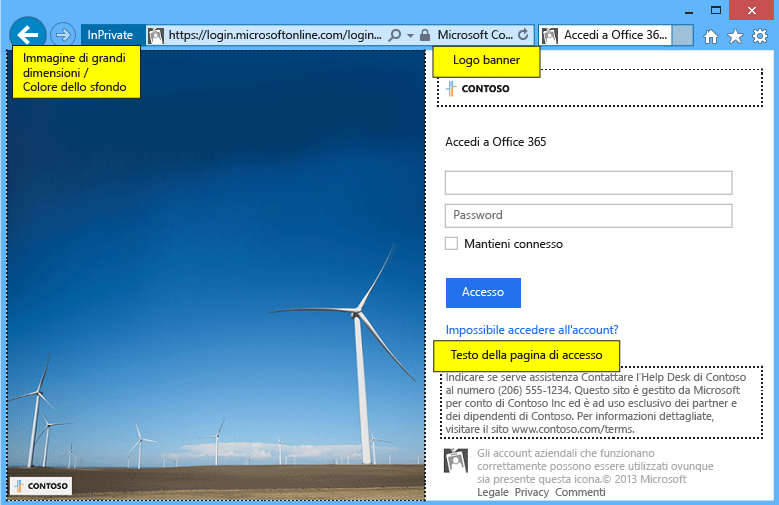 InPrivate
https://login.microsoftonline.com/login...
Microsoft Co...
Accedi a Office 36...
Immagine di grandi
dimensioni /
Colore dello sfondo
Logo banner
CONTOSO
Accedi a Office 365
Password
Mantieni connesso
Accesso
Impossibile accedere all'account?
Testo della pagina di accesso
Indicare se serve assistenza Contattare l'Help Desk di Contoso
al numero (206) 555-1234. Questo sito è gestito da Microsoft
per conto di Contoso Inc ed è ad uso esclusivo dei partner e
dei dipendenti di Contoso. Per informazioni dettagliate,
visitare il sito www.contoso.com/terms.
Gli account aziendali che funzionano
correttamente possono essere utilizzati ovunque
sia presente questa icona.© 2013 Microsoft
Legale Privacy Commenti
CONTOSO